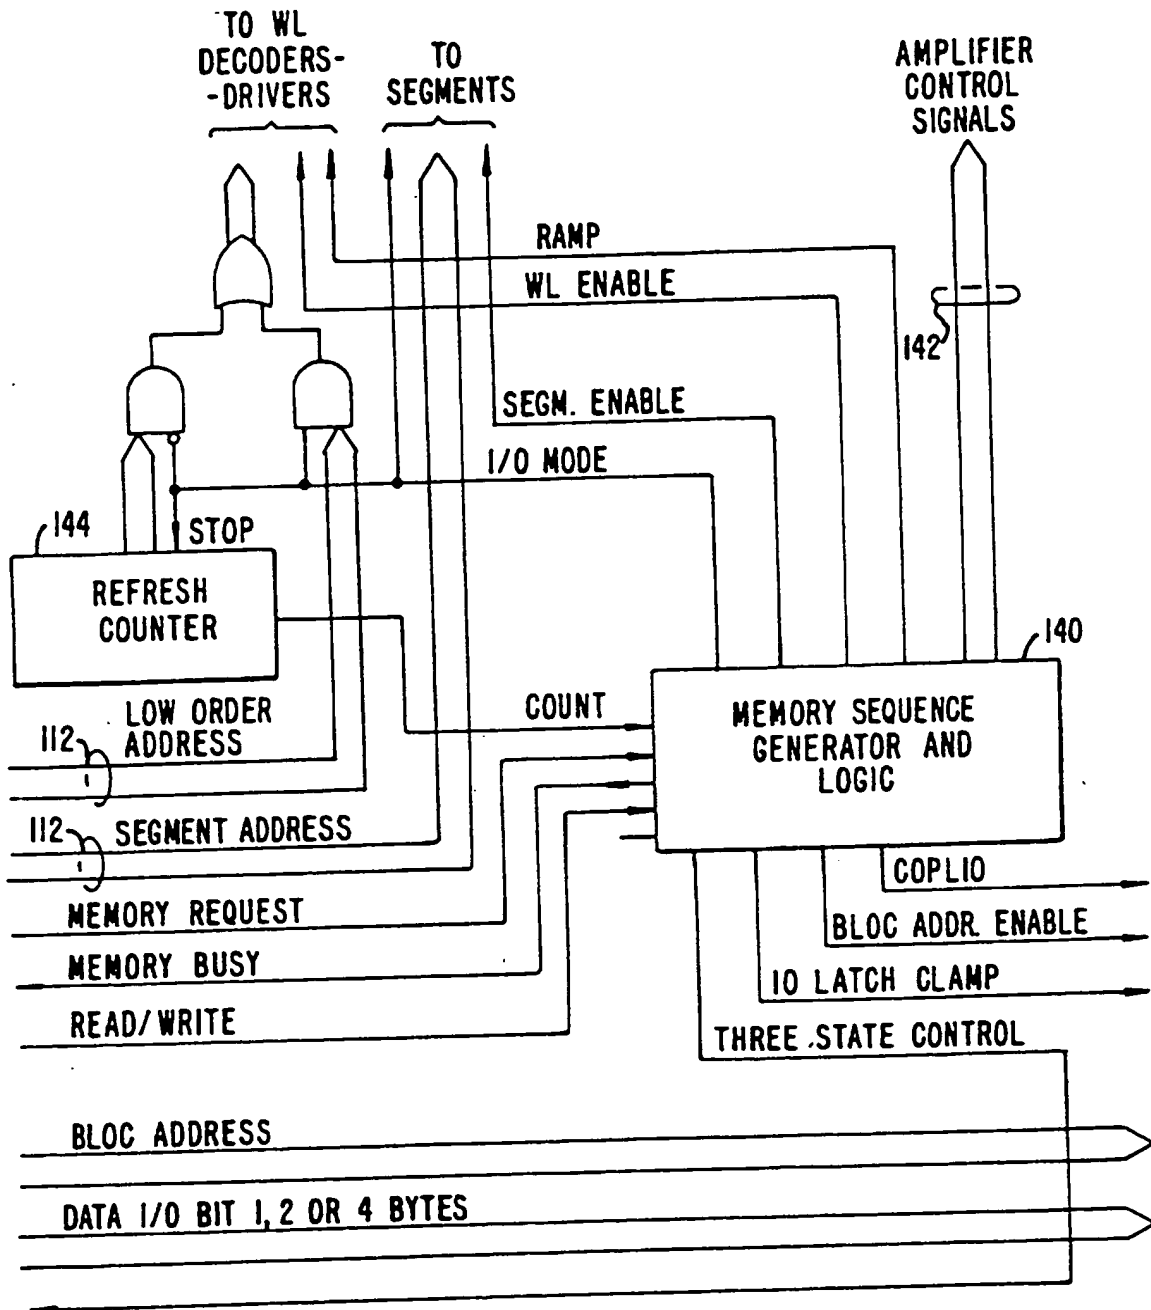 TO WL
DECODERS-
-DRIVERS
TO
SEGMENTS
AMPLIFIER
CONTROL
SIGNALS
RAMP
WL ENABLE
142
SEGM. ENABLE
I/O MODE
144
STOP
REFRESH
COUNTER
140
LOW ORDER
ADDRESS
112
COUNT
MEMORY SEQUENCE
GENERATOR AND
LOGIC
112
SEGMENT ADDRESS
COPLIO
MEMORY REQUEST
BLOC ADDR. ENABLE
MEMORY BUSY
IO LATCH CLAMP
READ/WRITE
THREE .STATE CONTROL
BLOC ADDRESS
DATA I/O BIT 1, 2 OR 4 BYTES